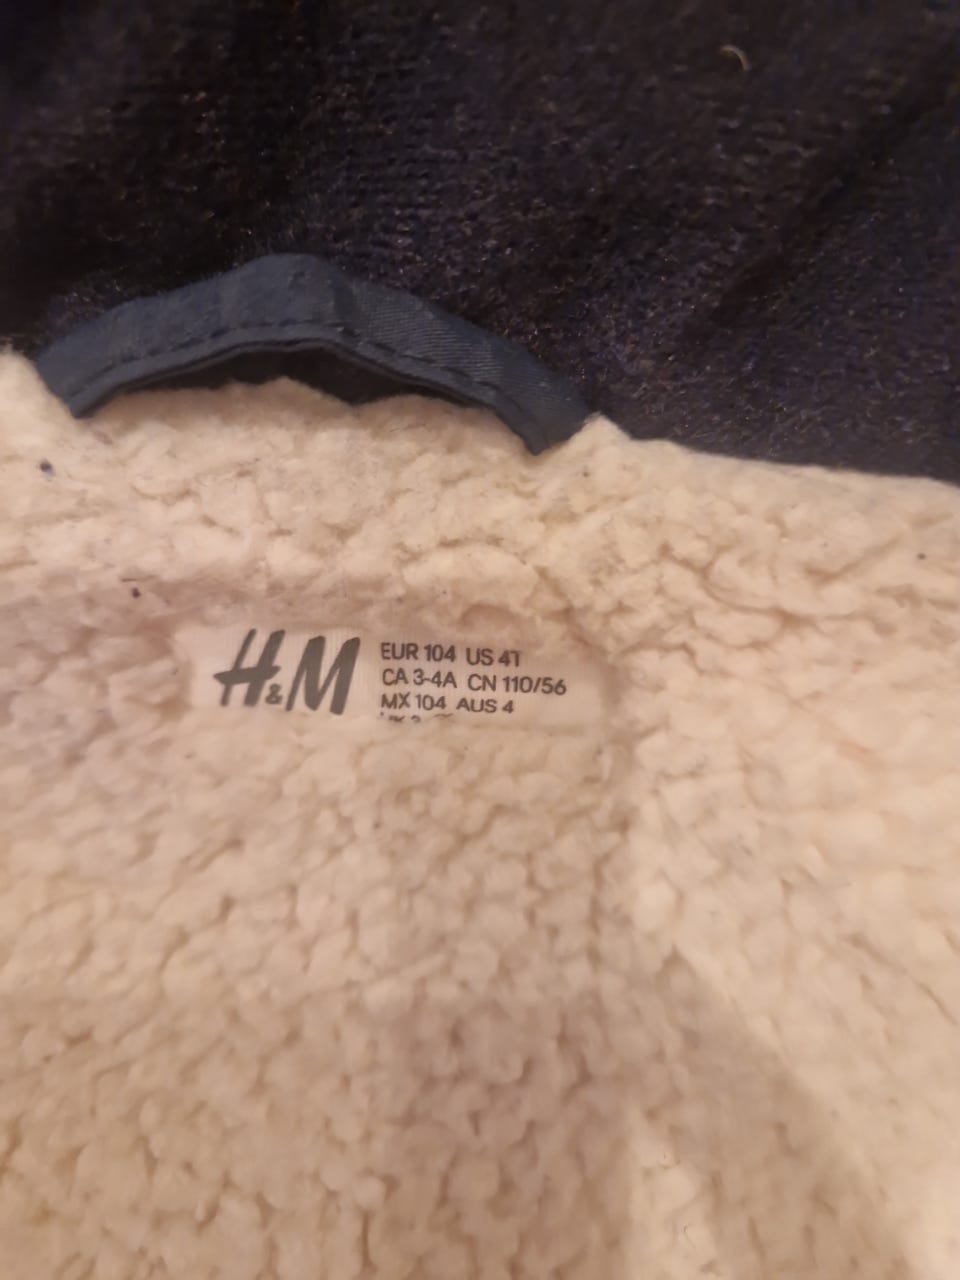 H&M
EUR 104 US 4T
CA 3-4A CN 110/56
MX 104 AUS 4